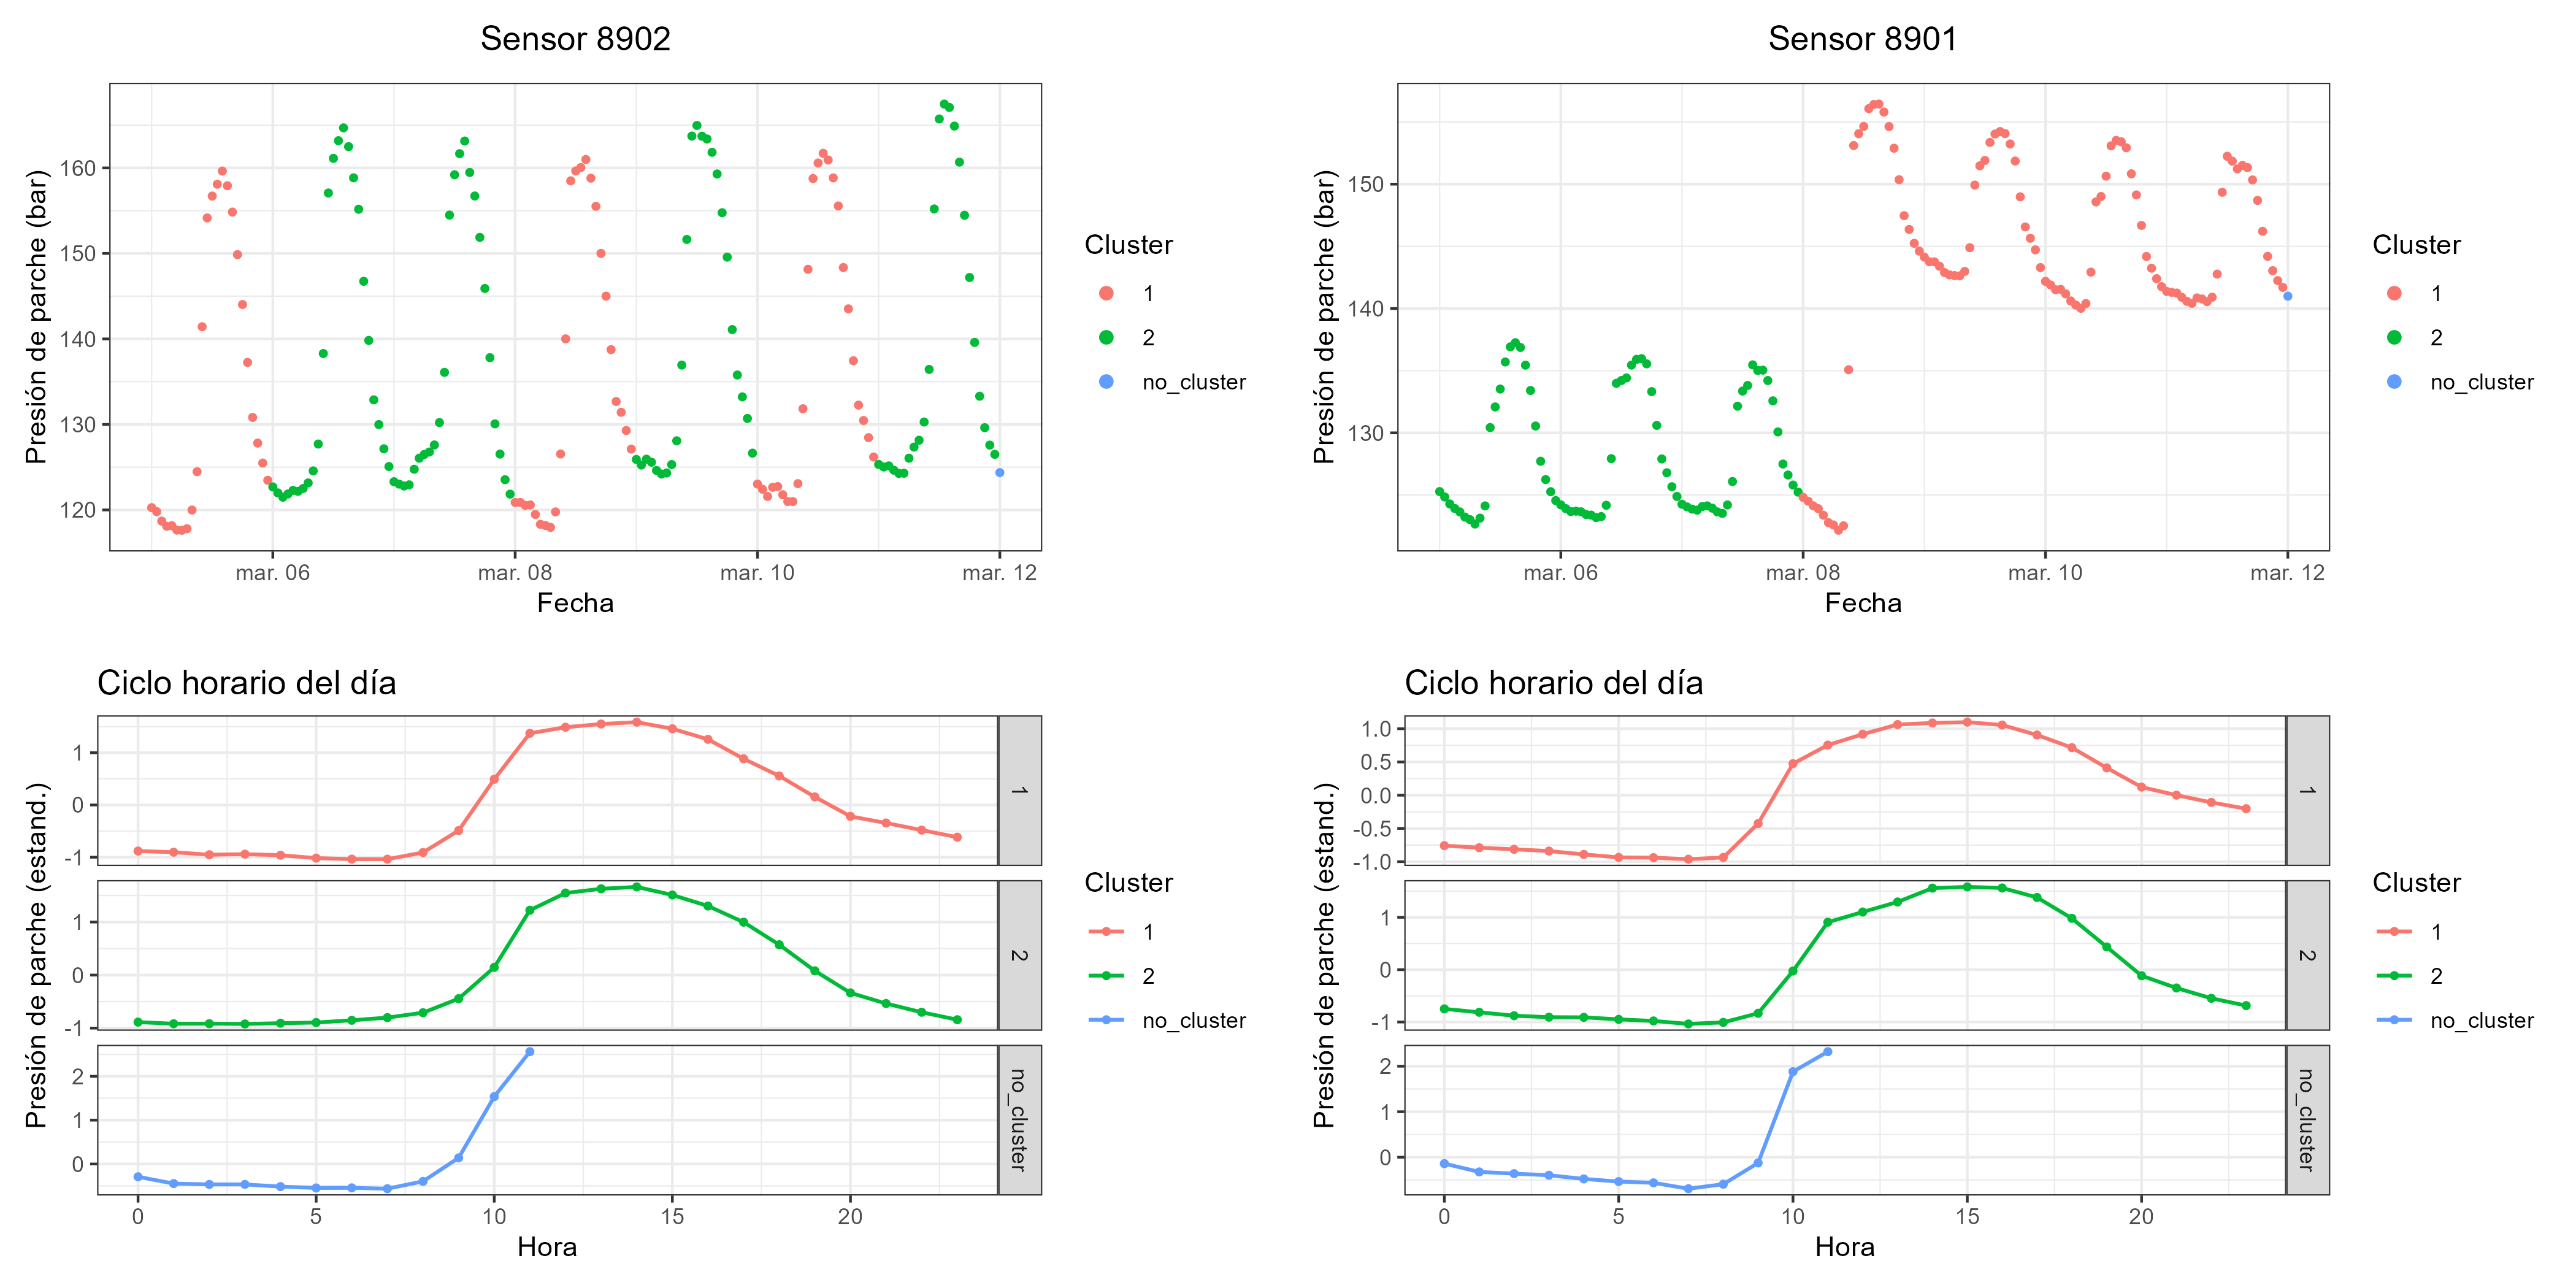 Sensor 8902
Presión de parche (bar)
160
150
140
130
120
mar. 06
mar. 08
mar. 10
mar. 12
Fecha
Cluster
1
2
no_cluster
Sensor 8901
Presión de parche (bar)
150
140
130
mar. 06
mar. 08
mar. 10
mar. 12
Fecha
Cluster
1
2
no_cluster
Ciclo horario del día
Presión de parche (estand.)
1
0
-1
1
1
0
-1
2
2
1
0
no_cluster
0
5
10
15
20
Hora
Cluster
1
2
no_cluster
Ciclo horario del día
Presión de parche (estand.)
1.0
0.5
0.0
-0.5
-1.0
1
1
0
-1
2
2
1
0
no_cluster
0
5
10
15
20
Hora
Cluster
1
2
no_cluster